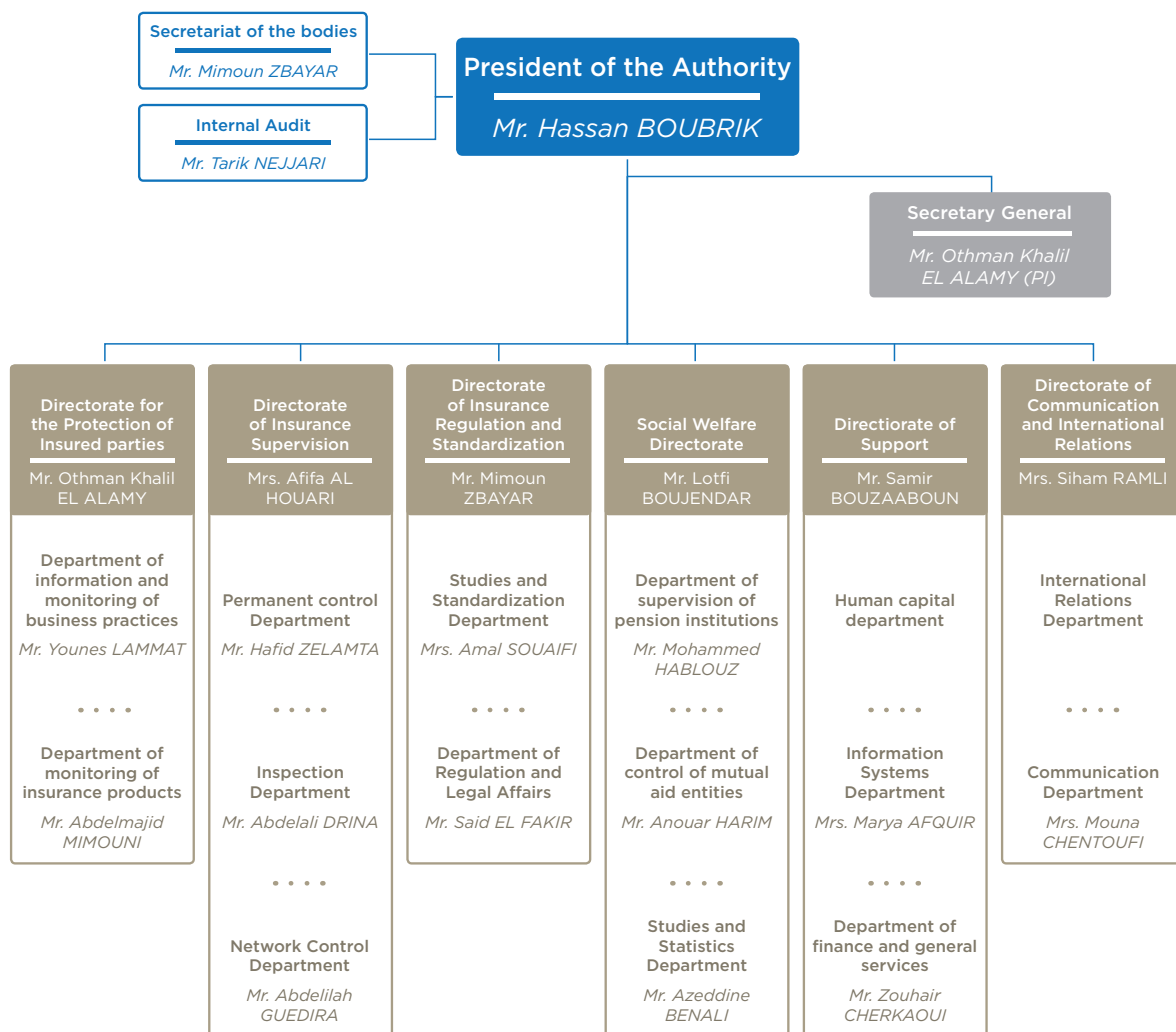 Secretariat of the bodies
Mr. Mimoun ZBAYAR
Internal Audit
Mr. Tarik NEJJARI
President of the Authority
Mr. Hassan BOUBRIK
Secretary General
Mr. Othman Khalil
EL ALAMY (PI)
Directorate for
the Protection of
Insured parties
Mr. Othman Khalil
EL ALAMY
Department of
information and
monitoring of
business practices
Mr. Younes LAMMAT
Department of
monitoring of
insurance products
Mr. Abdelmajid
MIMOUNI
Directorate
of Insurance
Supervision
Mrs. Afifa AL
HOUARI
Permanent control
Department
Mr. Hafid ZELAMTA
Inspection
Department
Mr. Abdelali DRINA
Network Control
Department
Mr. Abdelilah
GUEDIRA
Directorate
of Insurance
Regulation and
Standardization
Mr. Mimoun
ZBAYAR
Studies and
Standardization
Department
Mrs. Amal SOUAIFI
Department of
Regulation and
Legal Affairs
Mr. Said EL FAKIR
Social Welfare
Directorate
Mr. Lotfi
BOUJENDAR
Department of
supervision of
pension institutions
Mr. Mohammed
HABLOUZ
Department of
control of mutual
aid entities
Mr. Anouar HARIM
Studies and
Statistics
Department
Mr. Azeddine
BENALI
Directiorate of
Support
Mr. Samir
BOUZAABOUN
Human capital
department
Information
Systems
Department
Mrs. Marya AFQUIR
Department of
finance and general
services
Mr. Zouhair
CHERKAOUI
Directorate of
Communication
and International
Relations
Mrs. Siham RAMLI
International
Relations
Department
Communication
Department
Mrs. Mouna
CHENTOUFI